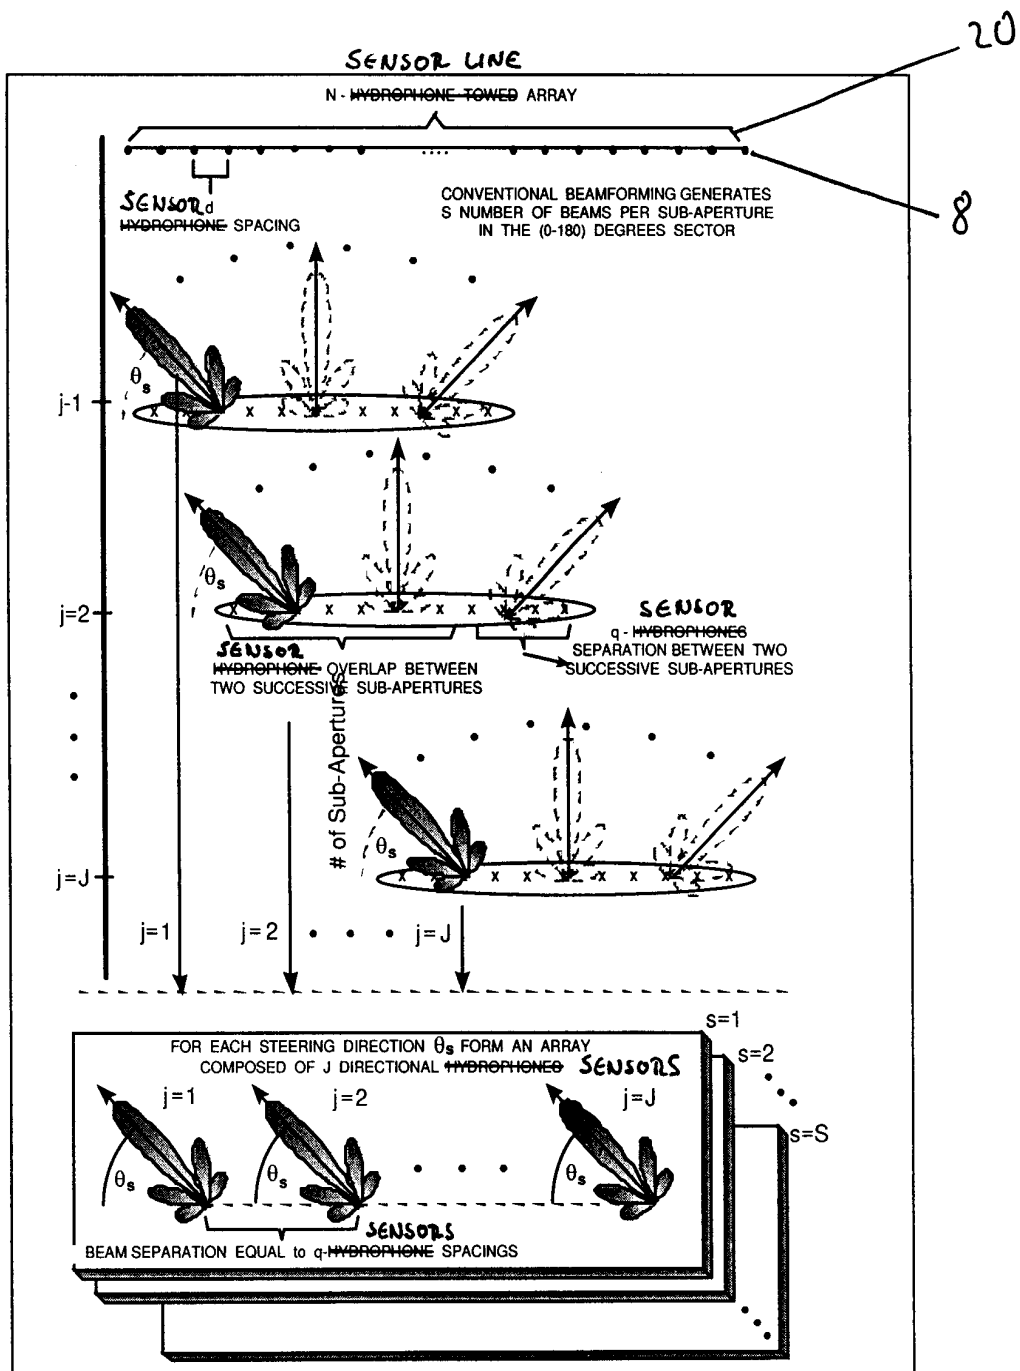 20
SENSOR LINE
N - HYDROPHONE TOWED ARRAY
8
SENSOR d
HYDROPHONE SPACING
CONVENTIONAL BEAMFORMING GENERATES
S NUMBER OF BEAMS PER SUB-APERTURE
IN THE (0-180) DEGREES SECTOR
θs
j-1
θs
j=2
SENSOR
HYDROPHONE OVERLAP BETWEEN
TWO SUCCESSIVE SUB-APERTURES
SENSOR
q - HYDROPHONES
SEPARATION BETWEEN TWO
SUCCESSIVE SUB-APERTURES
# of Sub-Apertures
θs
j=J
j=1
j=2
j=J
s=1
s=2
s=S
FOR EACH STEERING DIRECTION θs FORM AN ARRAY
COMPOSED OF J DIRECTIONAL HYDROPHONES SENSORS
j=1
j=2
j=J
θs
θs
θs
SENSORS
BEAM SEPARATION EQUAL to q-HYDROPHONE SPACINGS